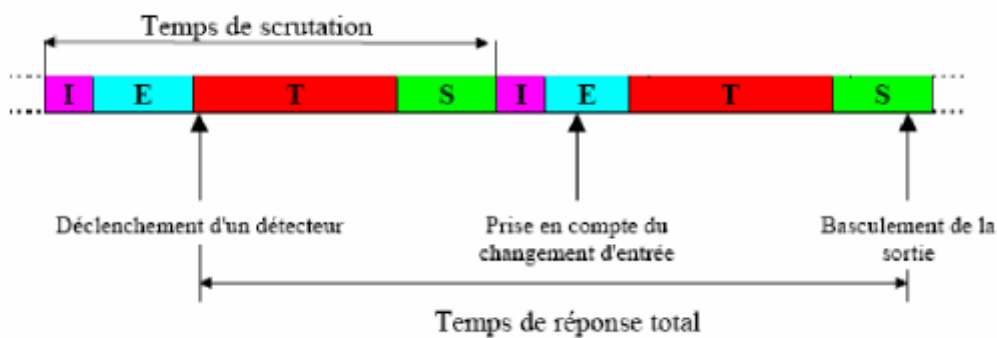 Temps de scrutation
I E T S I E T S
Déclenchement d'un détecteur
Prise en compte du
changement d'entrée
Basculement de la
sortie
Temps de réponse total